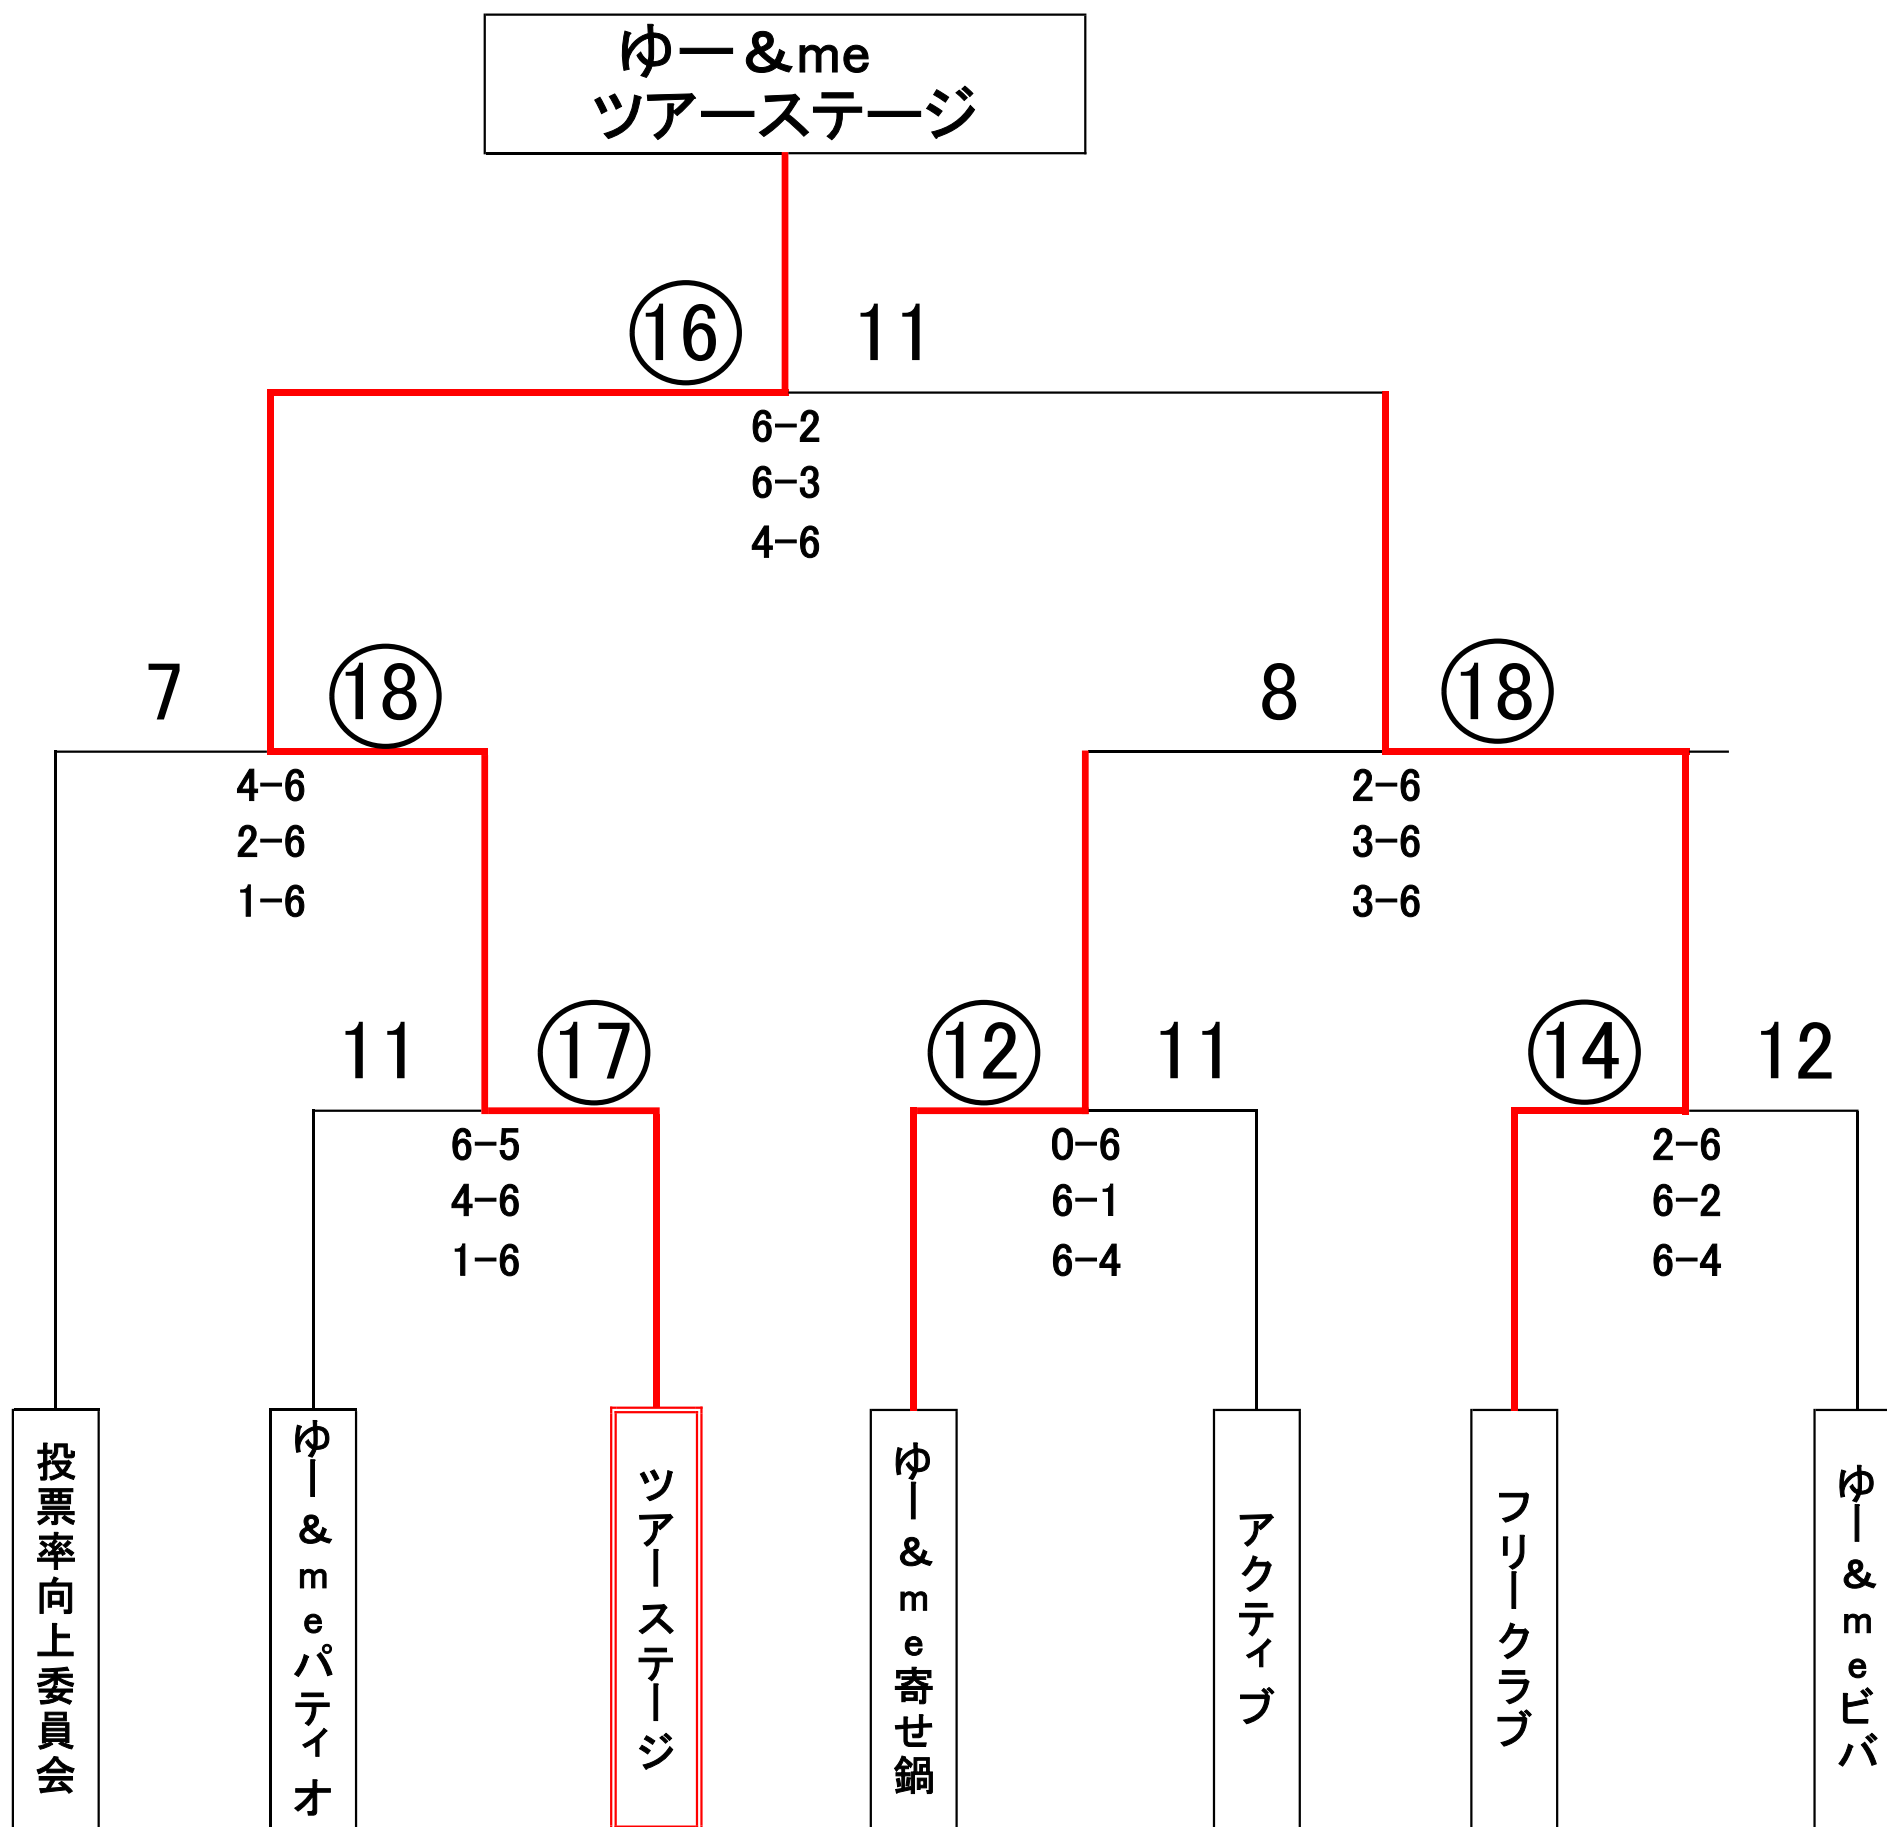 ゆー&me
ツアーステージ
⑯ 11
6-2
6-3
4-6
7 ⑱ 8 ⑱
4-6 2-6
2-6 3-6
1-6 3-6
11 ⑰ ⑫ 11 ⑭ 12
6-5 0-6 2-6
4-6 6-1 6-2
1-6 6-4 6-4
投票率向上委員会
ゆー&meパティオ
ツアーステージ
ゆー&me寄せ鍋
アクティブ
フリークラブ
ゆー&meビバ